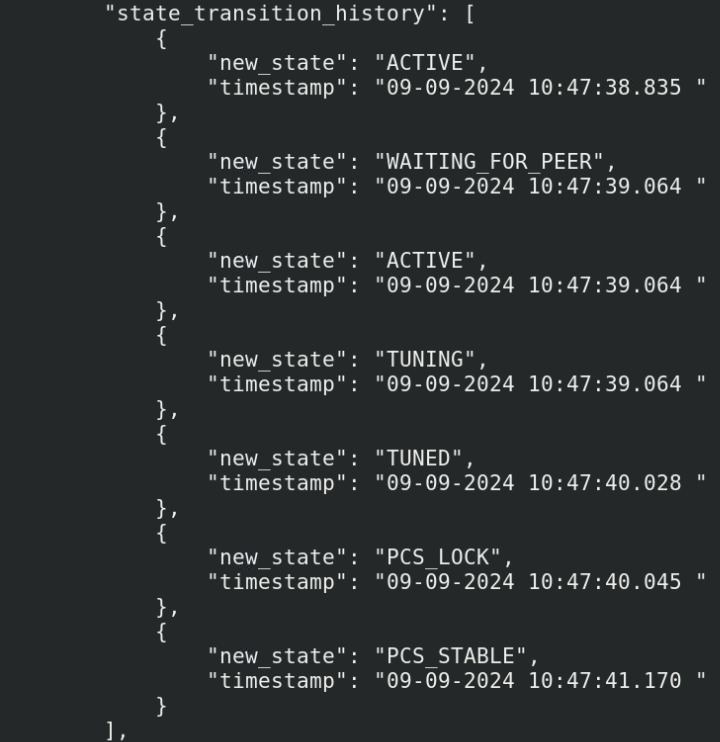 "state_transition_history": [
{
"new_state": "ACTIVE",
"timestamp": "09-09-2024 10:47:38.835 "
},
{
"new_state": "WAITING_FOR_PEER",
"timestamp": "09-09-2024 10:47:39.064 "
},
{
"new_state": "ACTIVE",
"timestamp": "09-09-2024 10:47:39.064 "
},
{
"new_state": "TUNING",
"timestamp": "09-09-2024 10:47:39.064 "
},
{
"new_state": "TUNED",
"timestamp": "09-09-2024 10:47:40.028 "
},
{
"new_state": "PCS_LOCK",
"timestamp": "09-09-2024 10:47:40.045 "
},
{
"new_state": "PCS_STABLE",
"timestamp": "09-09-2024 10:47:41.170 "
}
],